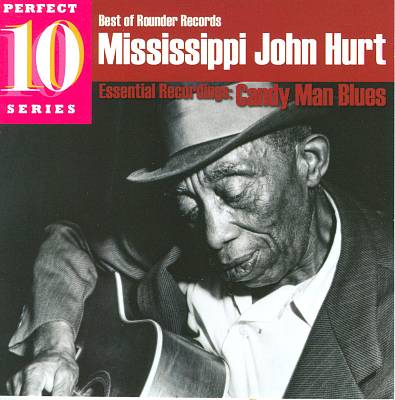 PERFECT
10
SERIES
Best of Rounder Records
Mississippi John Hurt
Essential Recordings: Candy Man Blues